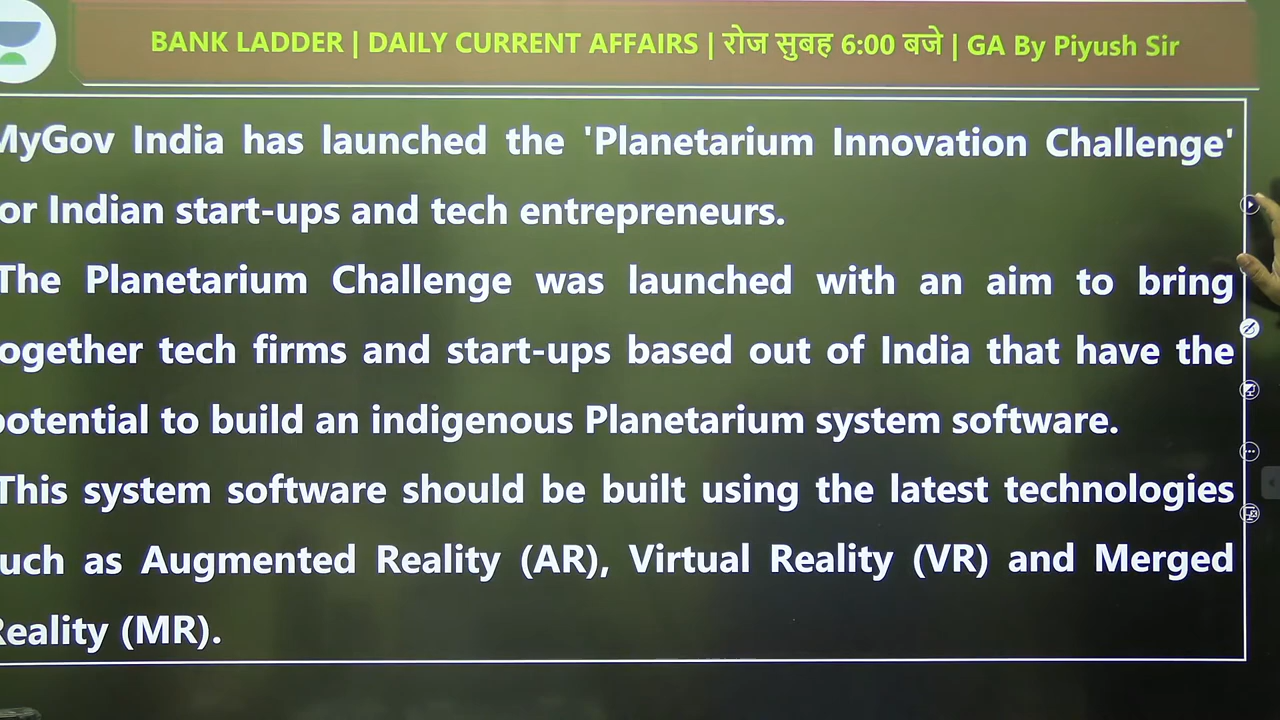 BANK LADDER | DAILY CURRENT AFFAIRS | रोज सुबह 6:00 बजे | GA By Piyush Sir
MyGov India has launched the 'Planetarium Innovation Challenge'
or Indian start-ups and tech entrepreneurs.
The Planetarium Challenge was launched with an aim to bring
ogether tech firms and start-ups based out of India that have the
potential to build an indigenous Planetarium system software.
This system software should be built using the latest technologies
uch as Augmented Reality (AR), Virtual Reality (VR) and Merged
Reality (MR).